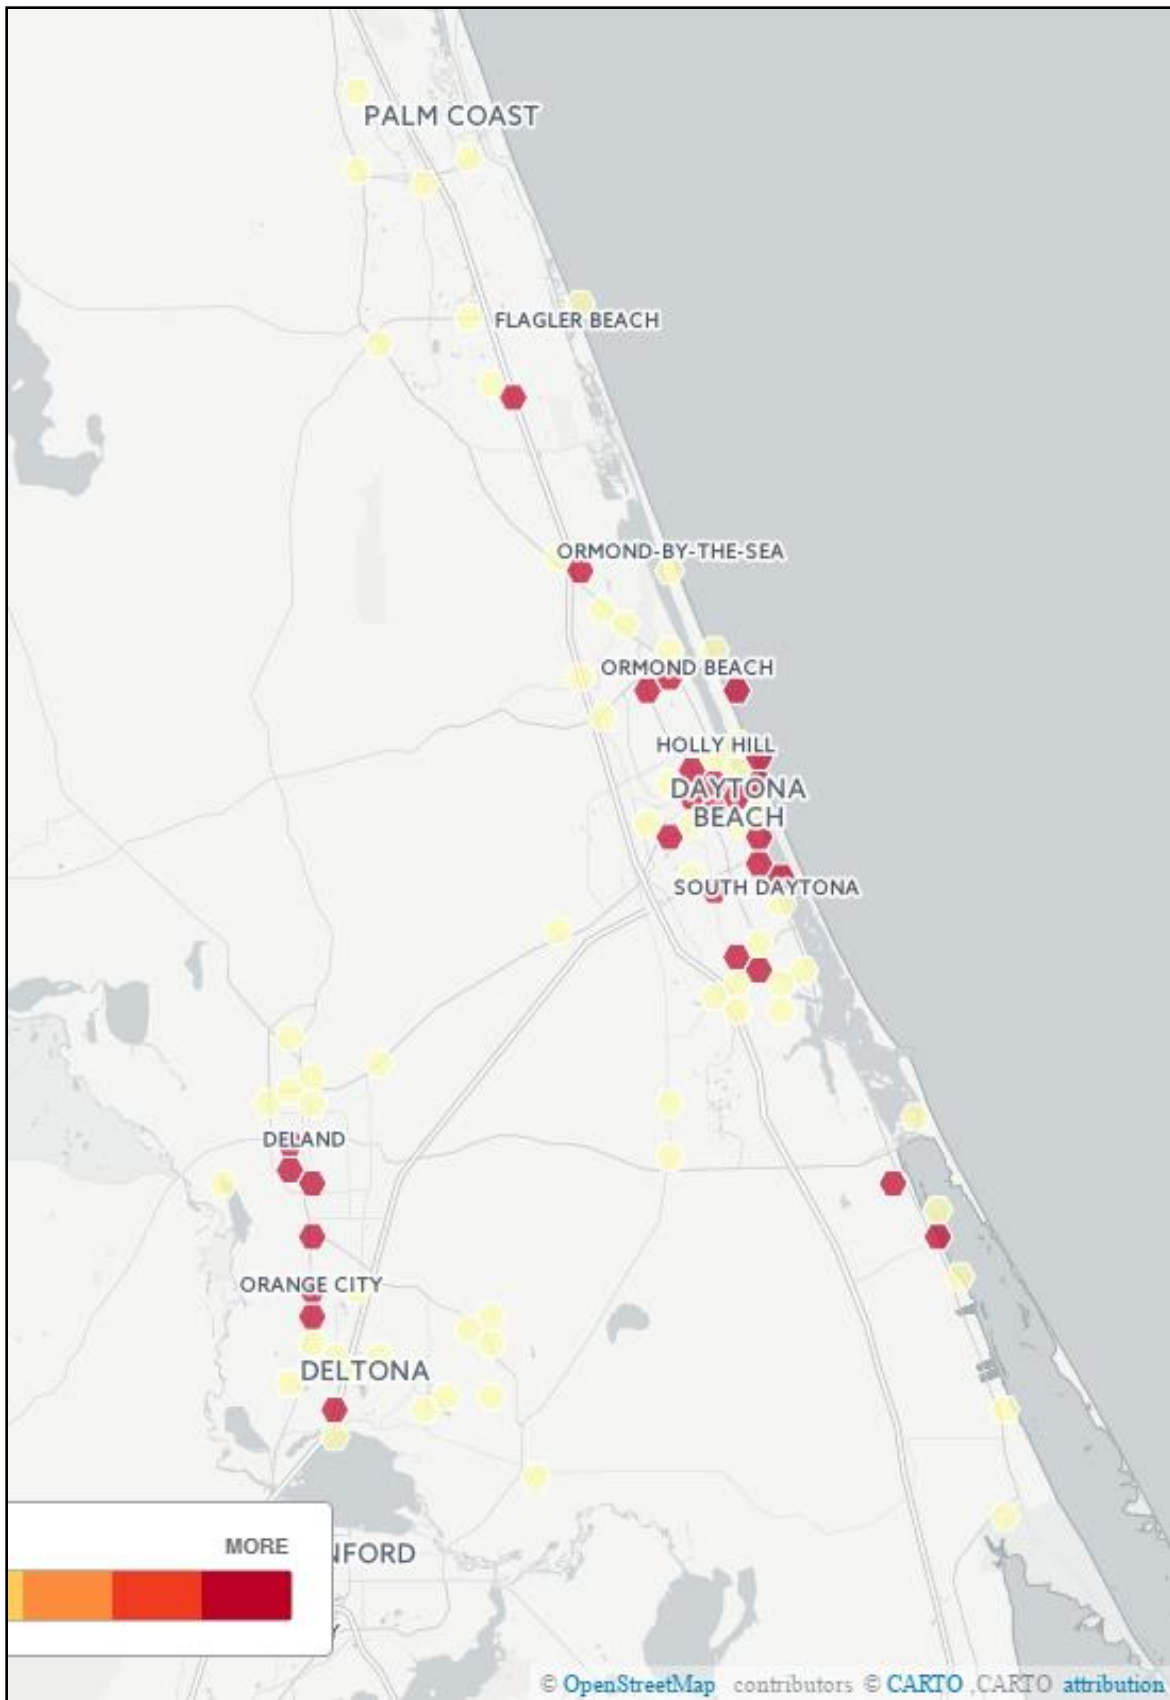 PALM COAST
FLAGLER BEACH
ORMOND-BY-THE-SEA
ORMOND BEACH
HOLLY HILL
DAYTONA
BEACH
SOUTH DAYTONA
DELAND
ORANGE CITY
DELTONA
MORE
NFORD
Y
© OpenStreetMap contributors © CARTO ,CARTO attribution